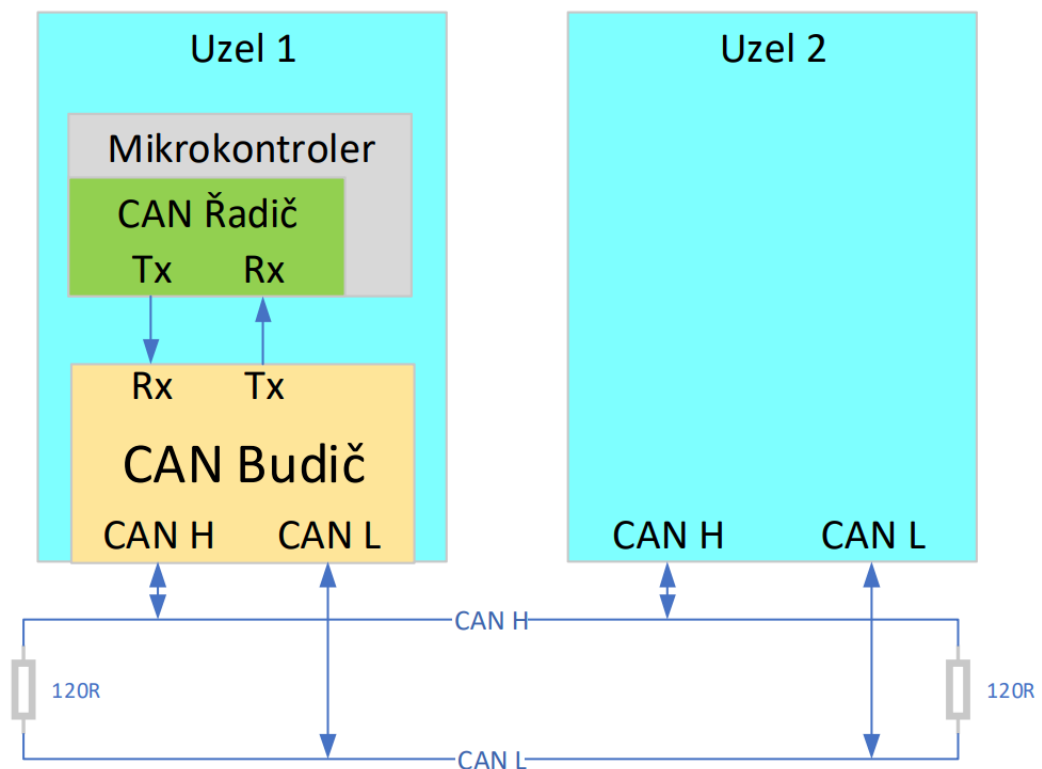 Uzel 1
Uzel 2
Mikrokontroler
CAN Řadič
Tx Rx
Rx Tx
CAN Budič
CAN H CAN L
CAN H CAN L
CAN H
120R
120R
CAN L